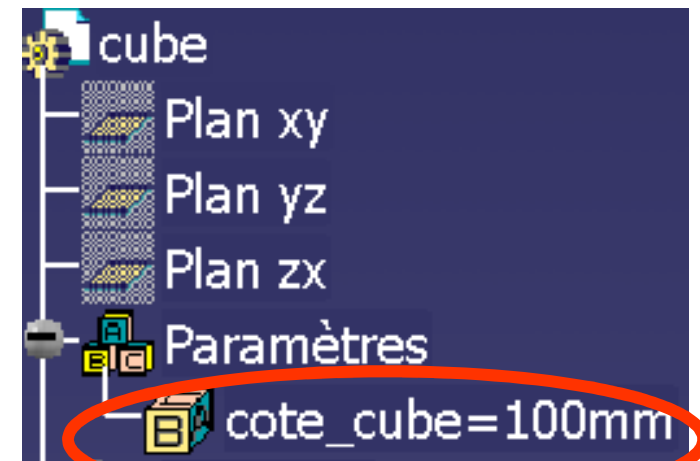 cube
Plan xy
Plan yz
Plan zx
A
B C Paramètres
B cote_cube=100mm